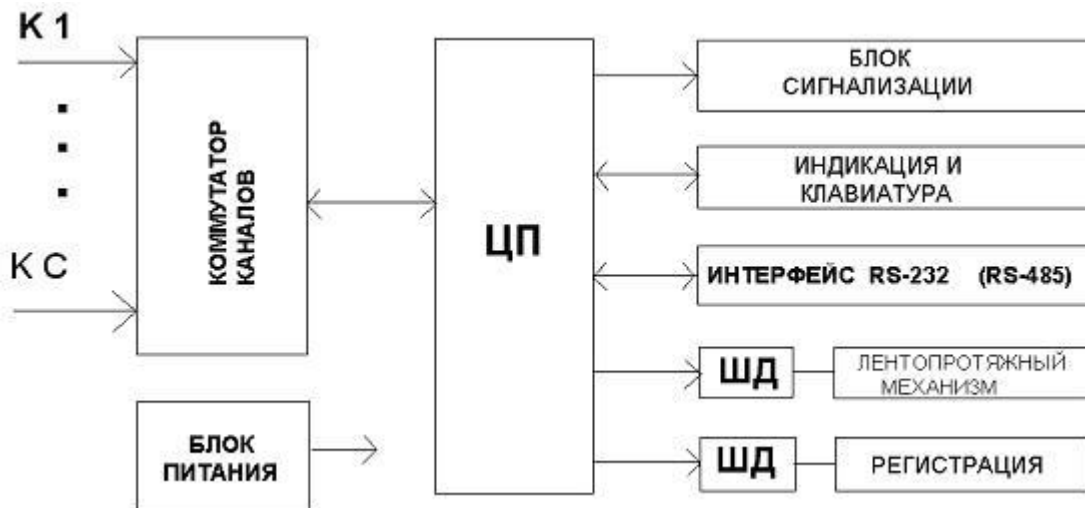 К 1
К С
КОММУТАТОР
КАНАЛОВ
БЛОК
ПИТАНИЯ
ЦП
БЛОК
СИГНАЛИЗАЦИИ
ИНДИКАЦИЯ И
КЛАВИАТУРА
ИНТЕРФЕЙС RS-232 (RS-485)
ШД
ЛЕНТОПРОТЯЖНЫЙ
МЕХАНИЗМ
ШД
РЕГИСТРАЦИЯ